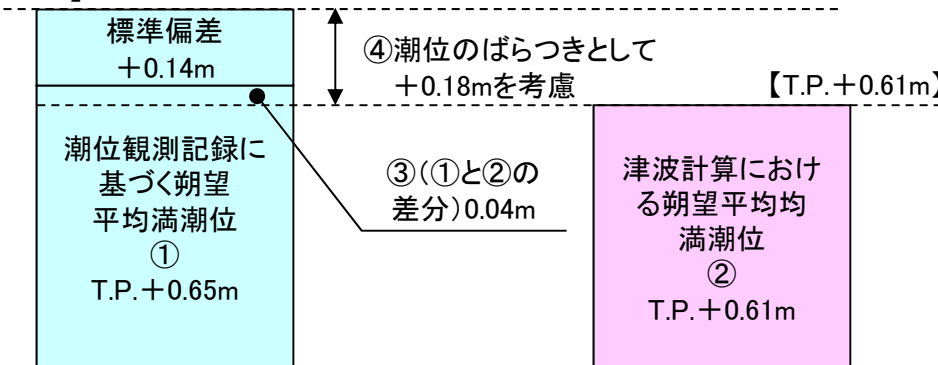 標準偏差
＋0.14m
④潮位のばらつきとして
＋0.18mを考慮
【T.P.＋0.61m】
潮位観測記録に
基づく朔望
平均満潮位
①
T.P.＋0.65m
③(①と②の
差分)0.04m
津波計算におけ
る朔望平均均
満潮位
②
T.P.＋0.61m